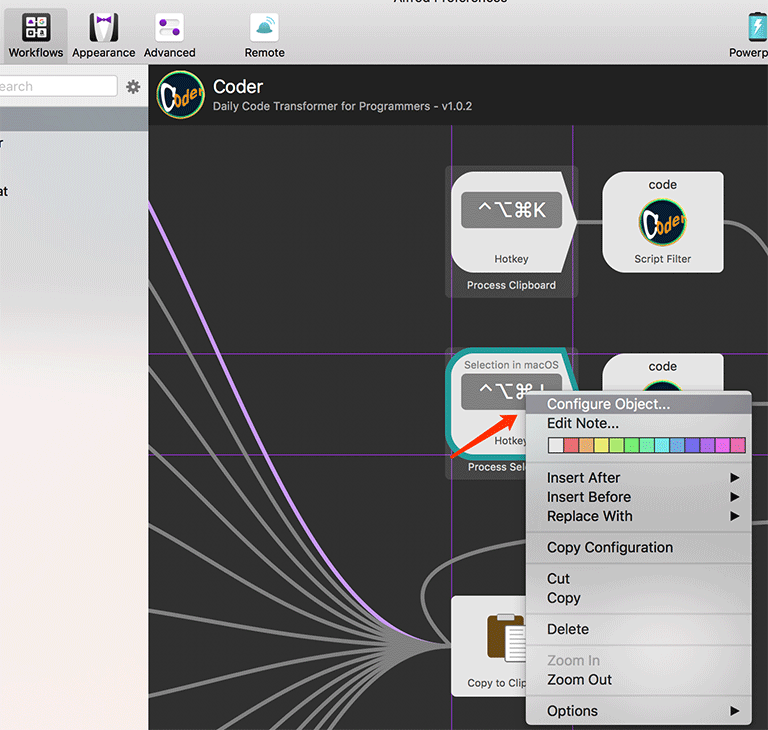 Alfred Preferences
Workflows
Appearance
Advanced
Remote
Powerp
earch
Coder
Daily Code Transformer for Programmers - v1.0.2
r
at
⌃⌥⌘K
Hotkey
Process Clipboard
code
Coder
Script Filter
Selection in macOS
⌃⌥⌘
Hotkey
Process Sele
code
Configure Object...
Edit Note...
Insert After
Insert Before
Replace With
Copy Configuration
Cut
Copy
Delete
Zoom In
Zoom Out
Options
Copy to Clip